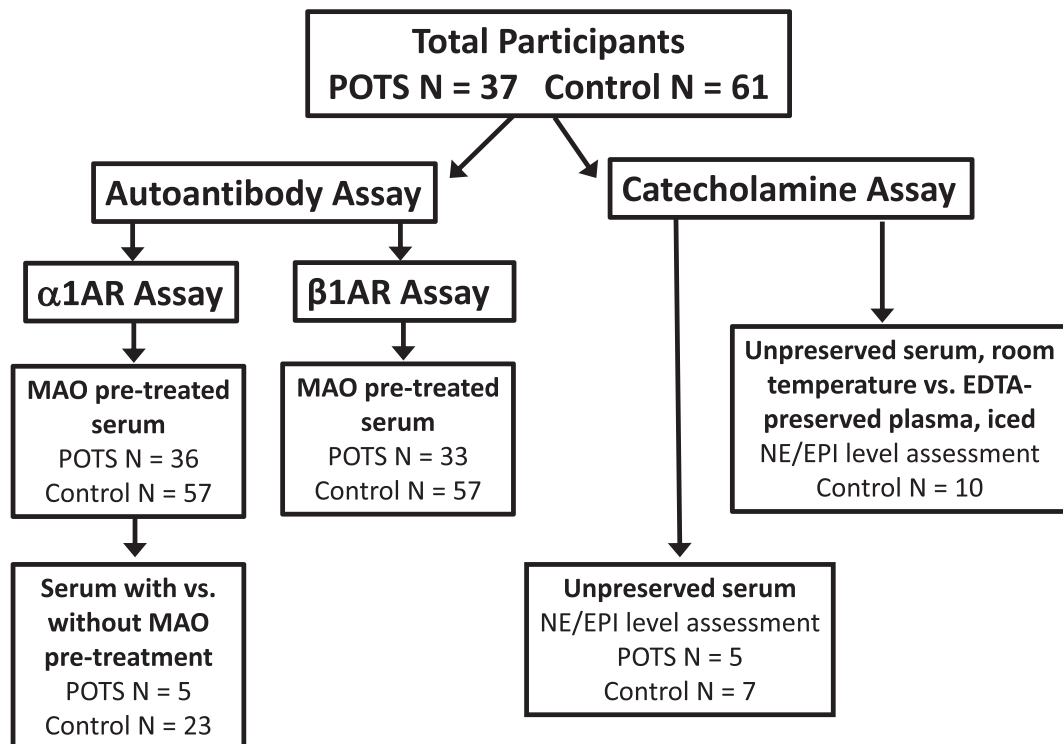 Total Participants
POTS N = 37   Control N = 61
Autoantibody Assay
Catecholamine Assay
α1AR Assay
β1AR Assay
MAO pre-treated
serum
POTS N = 36
Control N = 57
MAO pre-treated
serum
POTS N = 33
Control N = 57
Unpreserved serum, room
temperature vs. EDTA-
preserved plasma, iced
NE/EPI level assessment
Control N = 10
Serum with vs.
without MAO
pre-treatment
POTS N = 5
Control N = 23
Unpreserved serum
NE/EPI level assessment
POTS N = 5
Control N = 7